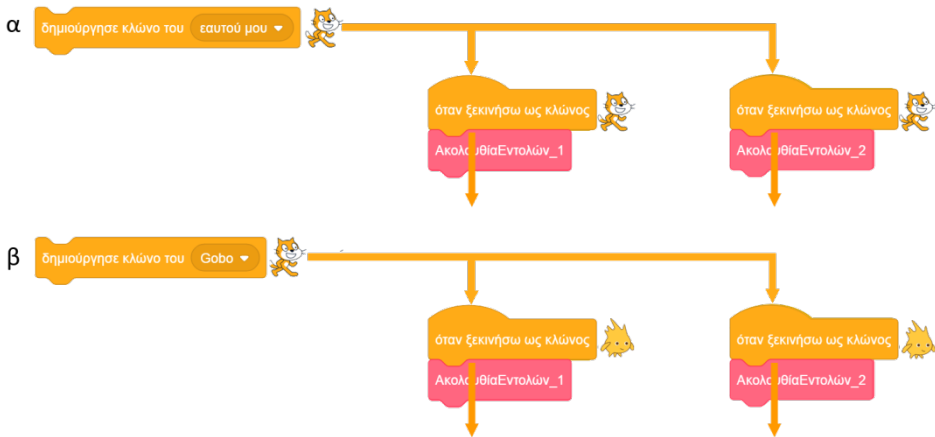 α δημιούργησε κλώνο του εαυτού μου
όταν ξεκινήσω ως κλώνος όταν ξεκινήσω ως κλώνος
ΑκολουθίαΕντολών_1 ΑκολουθίαΕντολών_2
β δημιούργησε κλώνο του Gobo
όταν ξεκινήσω ως κλώνος όταν ξεκινήσω ως κλώνος
ΑκολουθίαΕντολών_1 ΑκολουθίαΕντολών_2